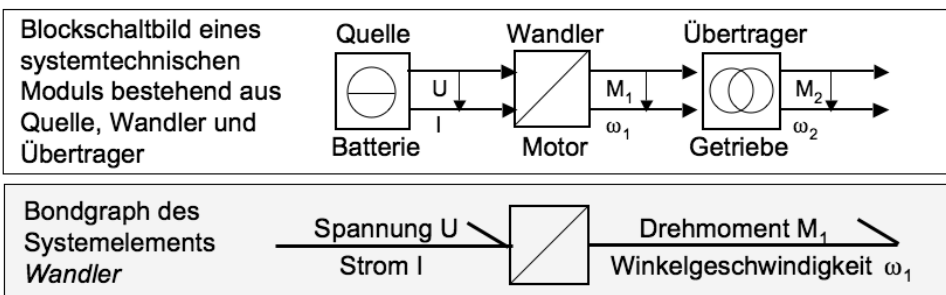 Blockschaltbild eines
systemtechnischen
Moduls bestehend aus
Quelle, Wandler und
Übertrager
Quelle Wandler Übertrager
U M₁ M₂
I ω₁ ω₂
Batterie Motor Getriebe
Bondgraph des
Systemelements
Wandler
Spannung U Drehmoment M₁
Strom I Winkelgeschwindigkeit ω₁